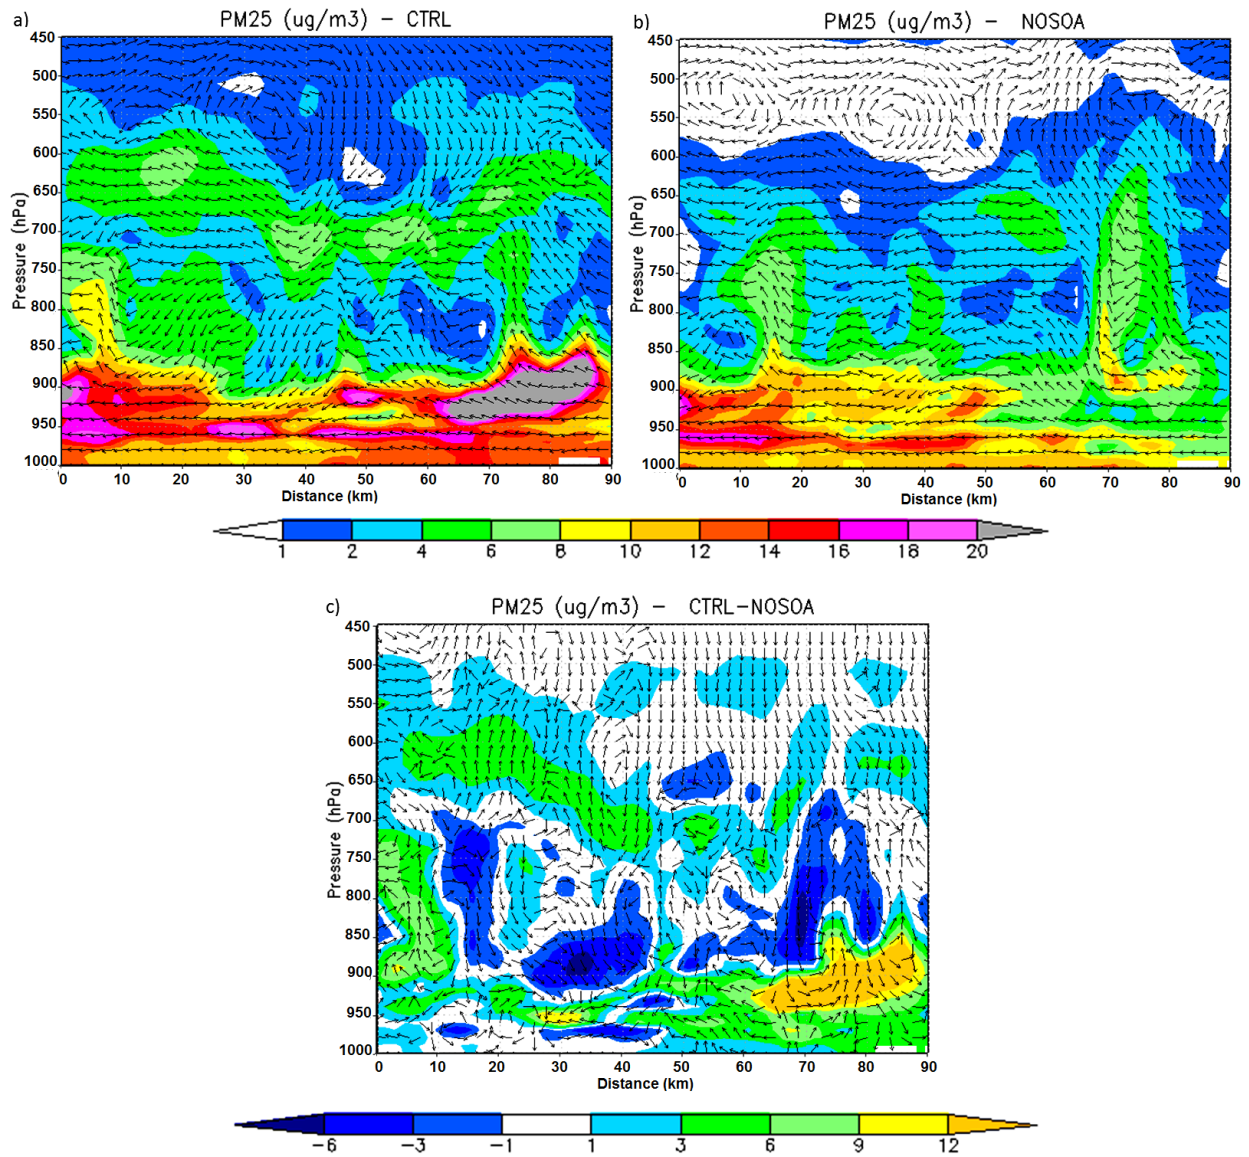 a) PM25 (ug/m3) – CTRL
450
500
550
600
650
700
750
800
850
900
950
1000
Pressure (hPa)
0 10 20 30 40 50 60 70 80 90
Distance (km)
b) PM25 (ug/m3) – NOSOA
450
500
550
600
650
700
750
800
850
900
950
1000
Pressure (hPa)
0 10 20 30 40 50 60 70 80 90
Distance (km)
1 2 4 6 8 10 12 14 16 18 20
c) PM25 (ug/m3) – CTRL–NOSOA
450
500
550
600
650
700
750
800
850
900
950
1000
Pressure (hPa)
0 10 20 30 40 50 60 70 80 90
Distance (km)
–6 –3 –1 1 3 6 9 12